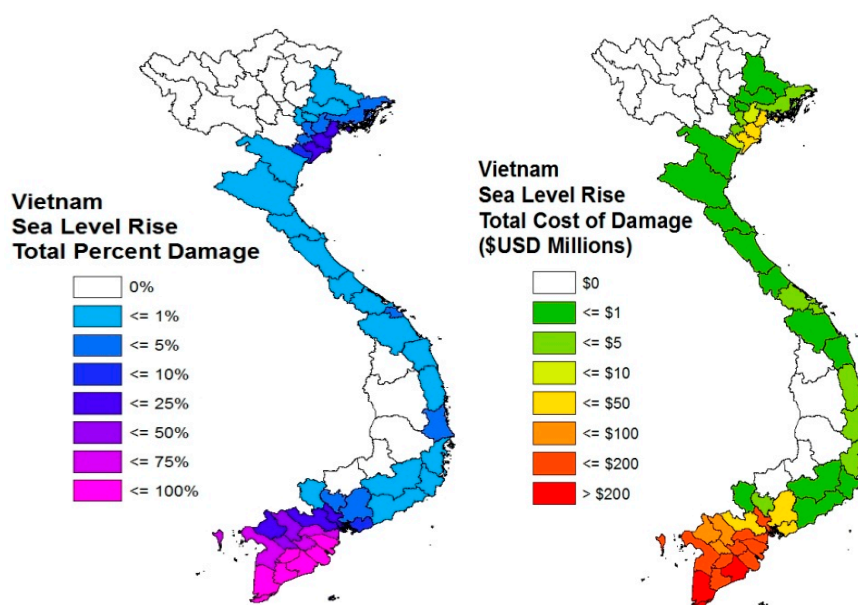 Vietnam
Sea Level Rise
Total Percent Damage
0%
<= 1%
<= 5%
<= 10%
<= 25%
<= 50%
<= 75%
<= 100%
Vietnam
Sea Level Rise
Total Cost of Damage
($USD Millions)
$0
<= $1
<= $5
<= $10
<= $50
<= $100
<= $200
> $200